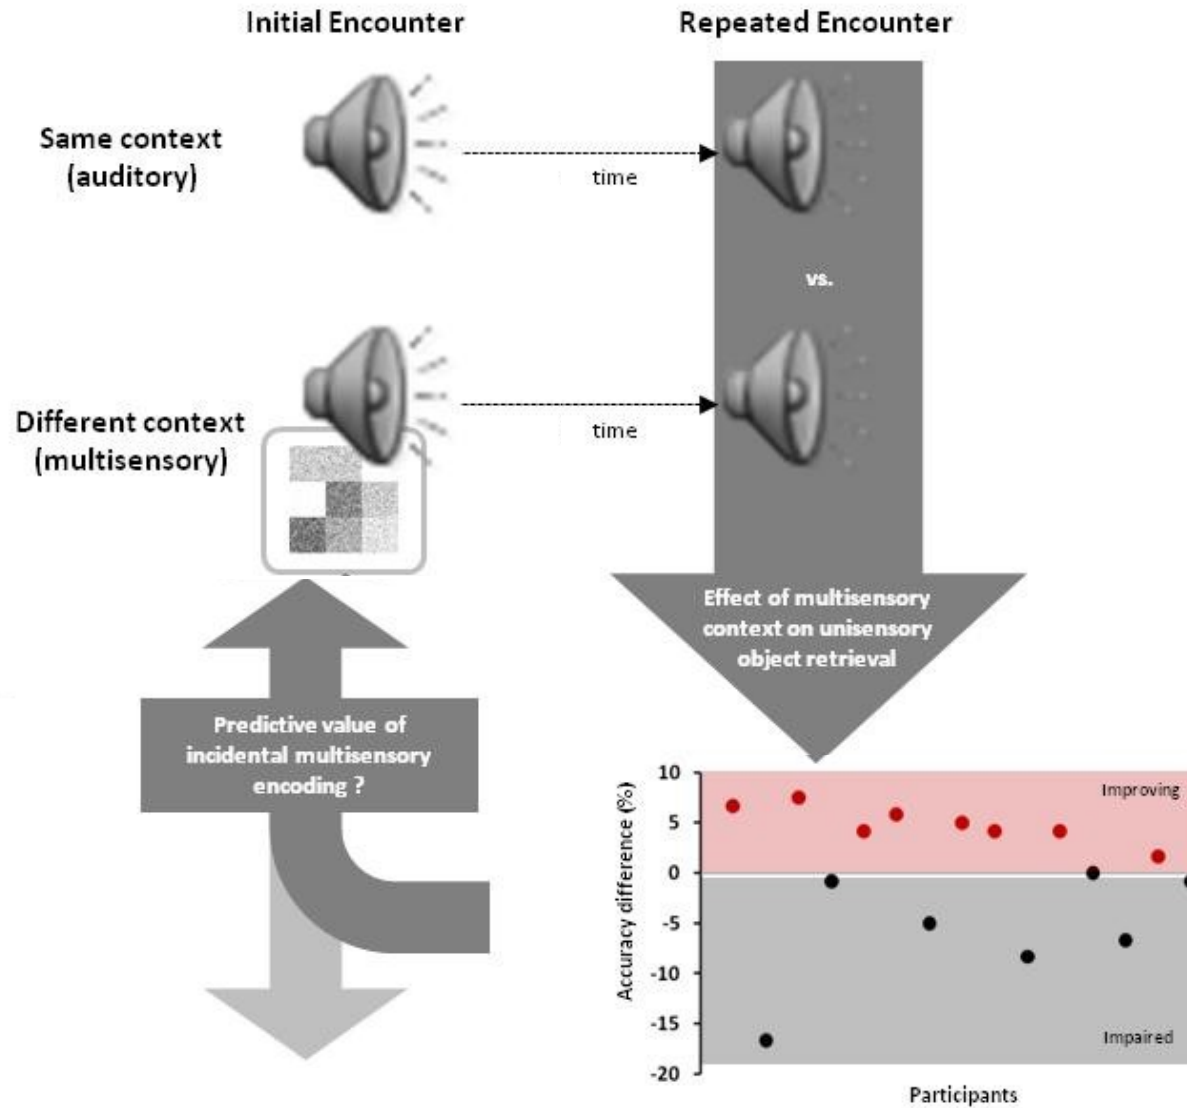 Initial Encounter
Repeated Encounter
Same context
(auditory)
time
vs.
Different context
(multisensory)
time
Effect of multisensory
context on unisensory
object retrieval
Predictive value of
incidental multisensory
encoding ?
Accuracy difference (%)
10
5
0
-5
-10
-15
-20
Improving
Impaired
Participants